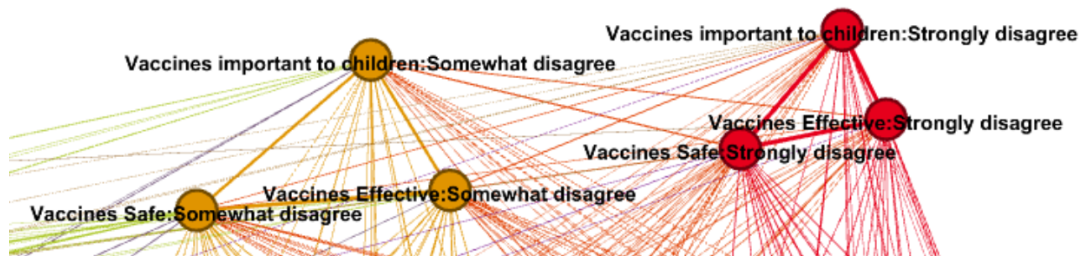 Vaccines important to children:Strongly disagree
Vaccines important to children:Somewhat disagree
Vaccines Effective:Strongly disagree
Vaccines Safe:Strongly disagree
Vaccines Effective:Somewhat disagree
Vaccines Safe:Somewhat disagree